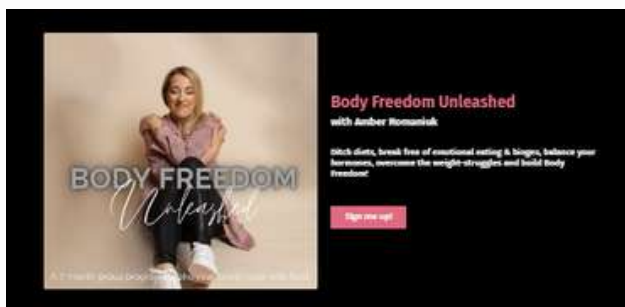 BODY FREEDOM
Unleashed
Body Freedom Unleashed
with Amber Romaniuk
Ditch diets, break free of emotional eating & binges, balance your
hormones, overcome the weight-struggles and build Body
Freedom!
Sign me up!